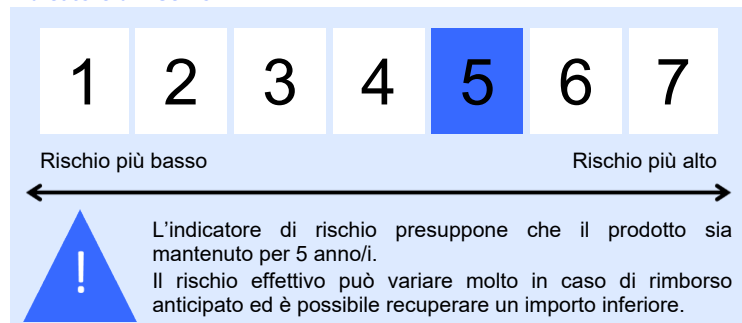 1 2 3 4 5 6 7
Rischio più basso Rischio più alto
!
L'indicatore di rischio presuppone che il prodotto sia
mantenuto per 5 anno/i.
Il rischio effettivo può variare molto in caso di rimborso
anticipato ed è possibile recuperare un importo inferiore.